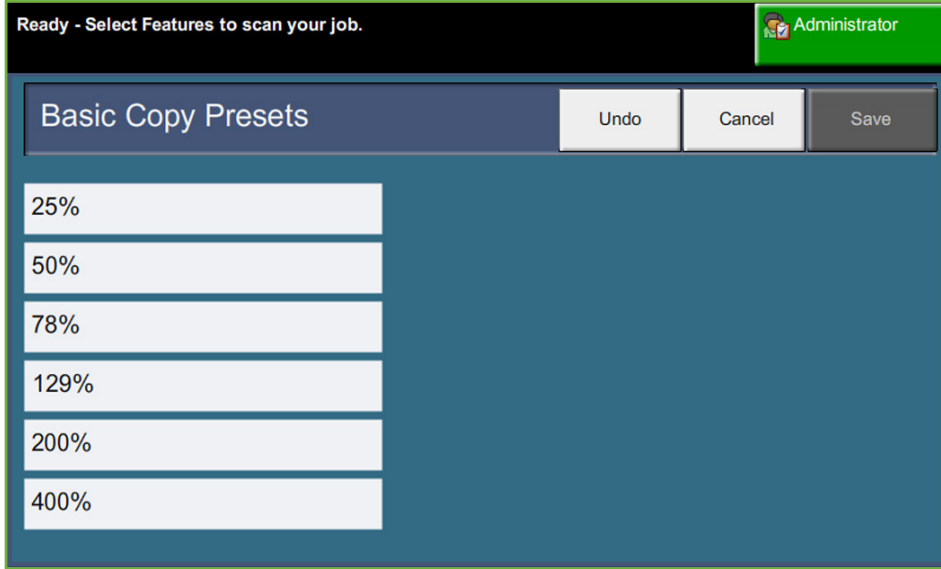 Ready - Select Features to scan your job.
Administrator
Basic Copy Presets
Undo
Cancel
Save
25%
50%
78%
129%
200%
400%